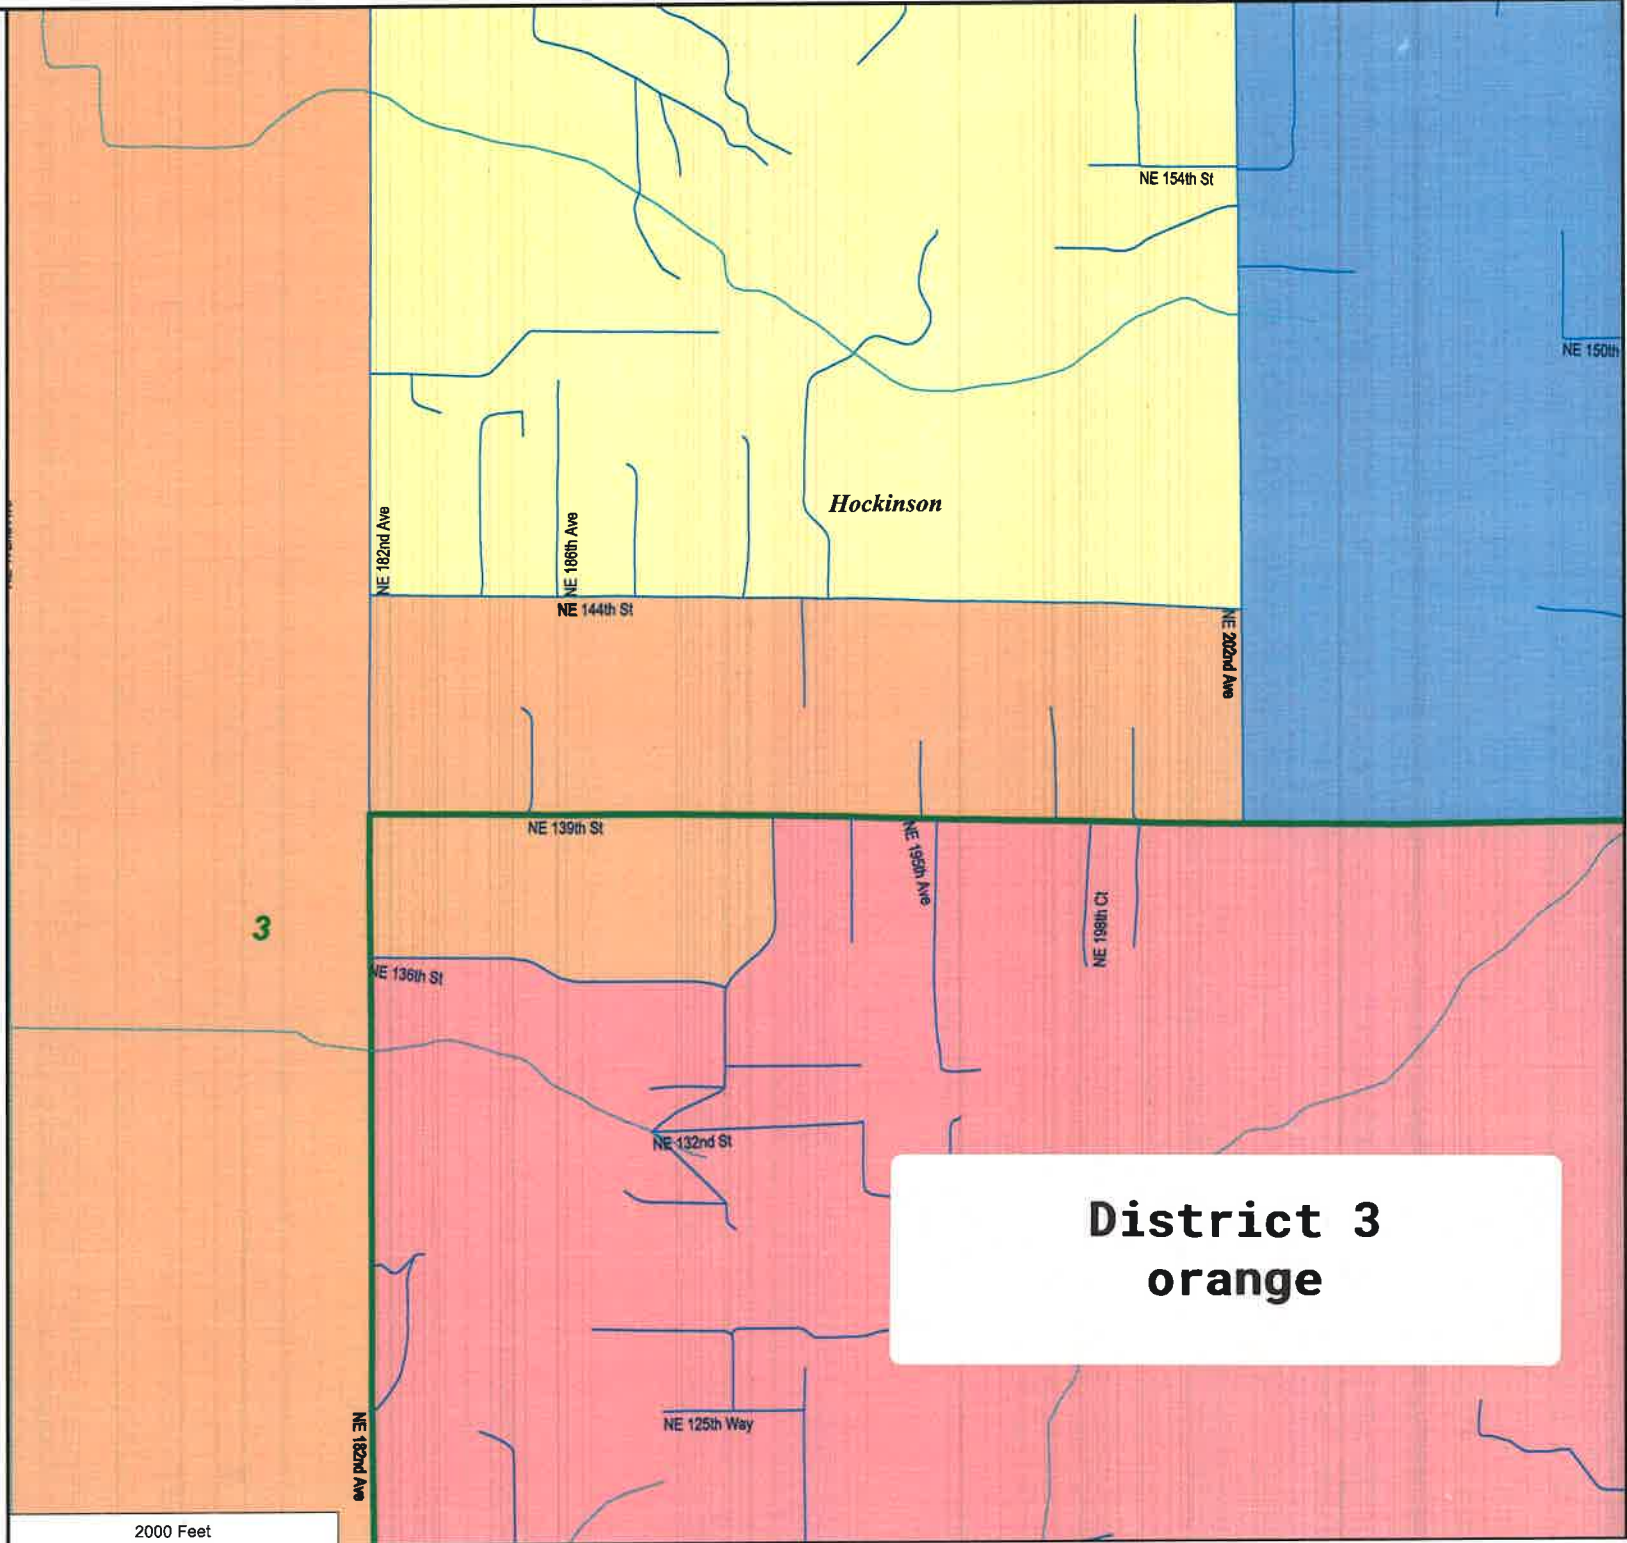 NE 154th St
NE 150th
Hockinson
NE 182nd Ave
NE 186th Ave
NE 144th St
NE 202nd Ave
NE 139th St
NE 195th Ave
NE 198th Ct
3
NE 136th St
NE 132nd St
District 3
orange
NE 125th Way
NE 182nd Ave
2000 Feet